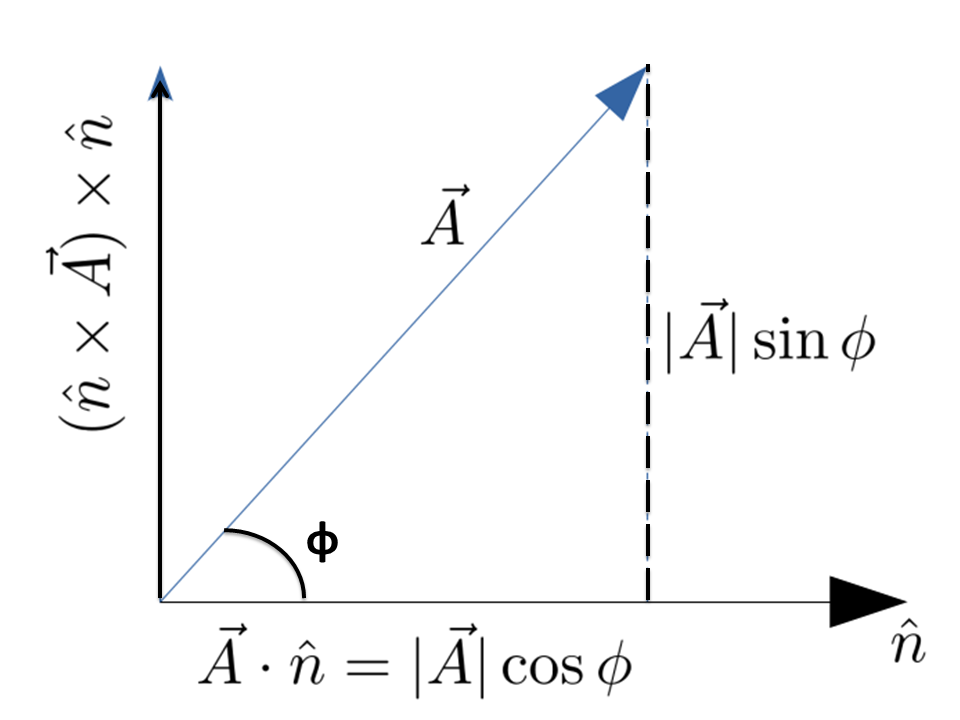 (n̂ × A⃗) × n̂
A⃗
|A⃗| sin ϕ
ϕ
n̂
A⃗ · n̂ = |A⃗| cos ϕ